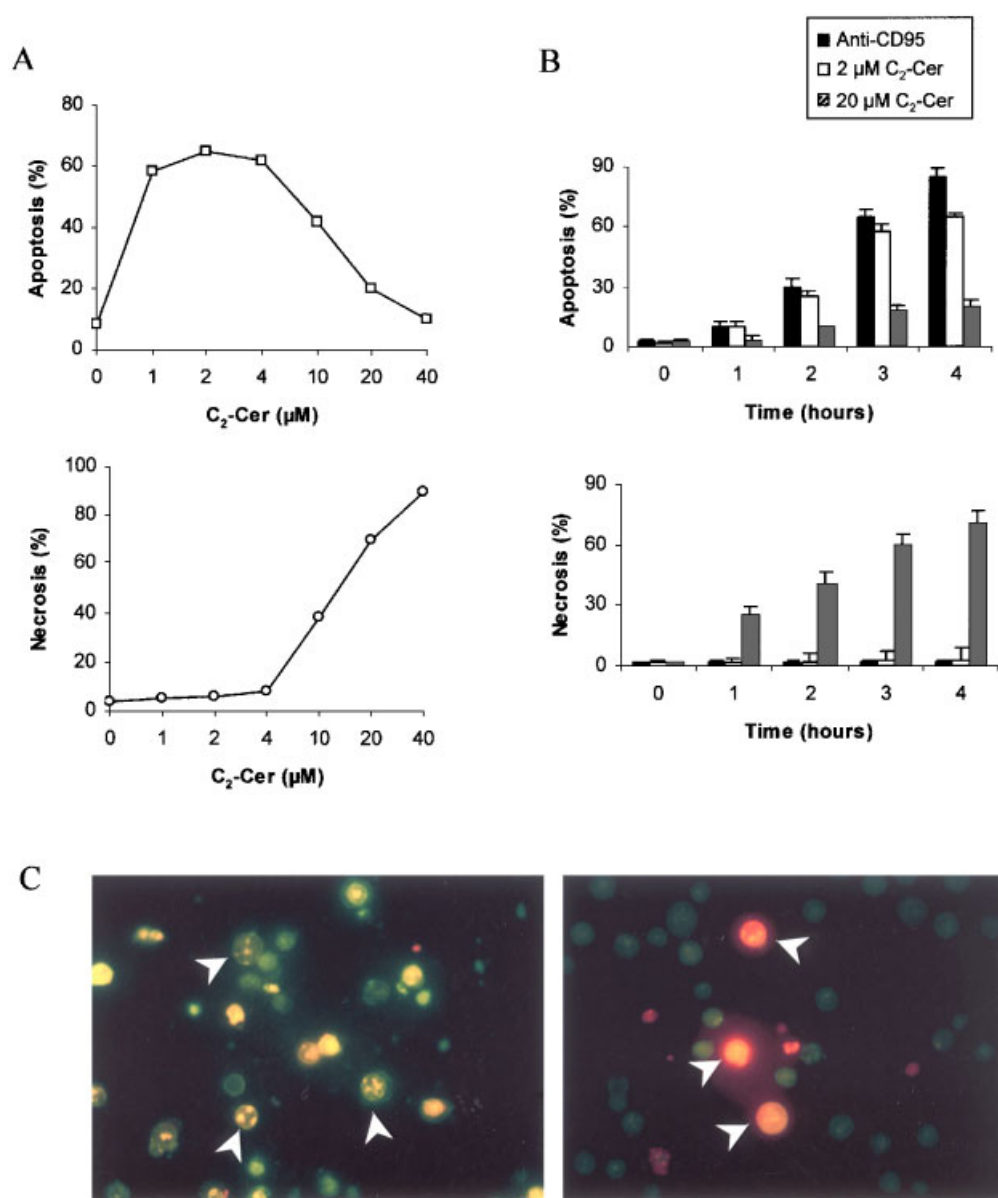 A
80
60
40
20
0
Apoptosis (%)
0 1 2 4 10 20 40
C₂-Cer (µM)
100
80
60
40
20
0
Necrosis (%)
0 1 2 4 10 20 40
C₂-Cer (µM)
B
Anti-CD95
2 µM C₂-Cer
20 µM C₂-Cer
90
60
30
0
Apoptosis (%)
0 1 2 3 4
Time (hours)
90
60
30
0
Necrosis (%)
0 1 2 3 4
Time (hours)
C